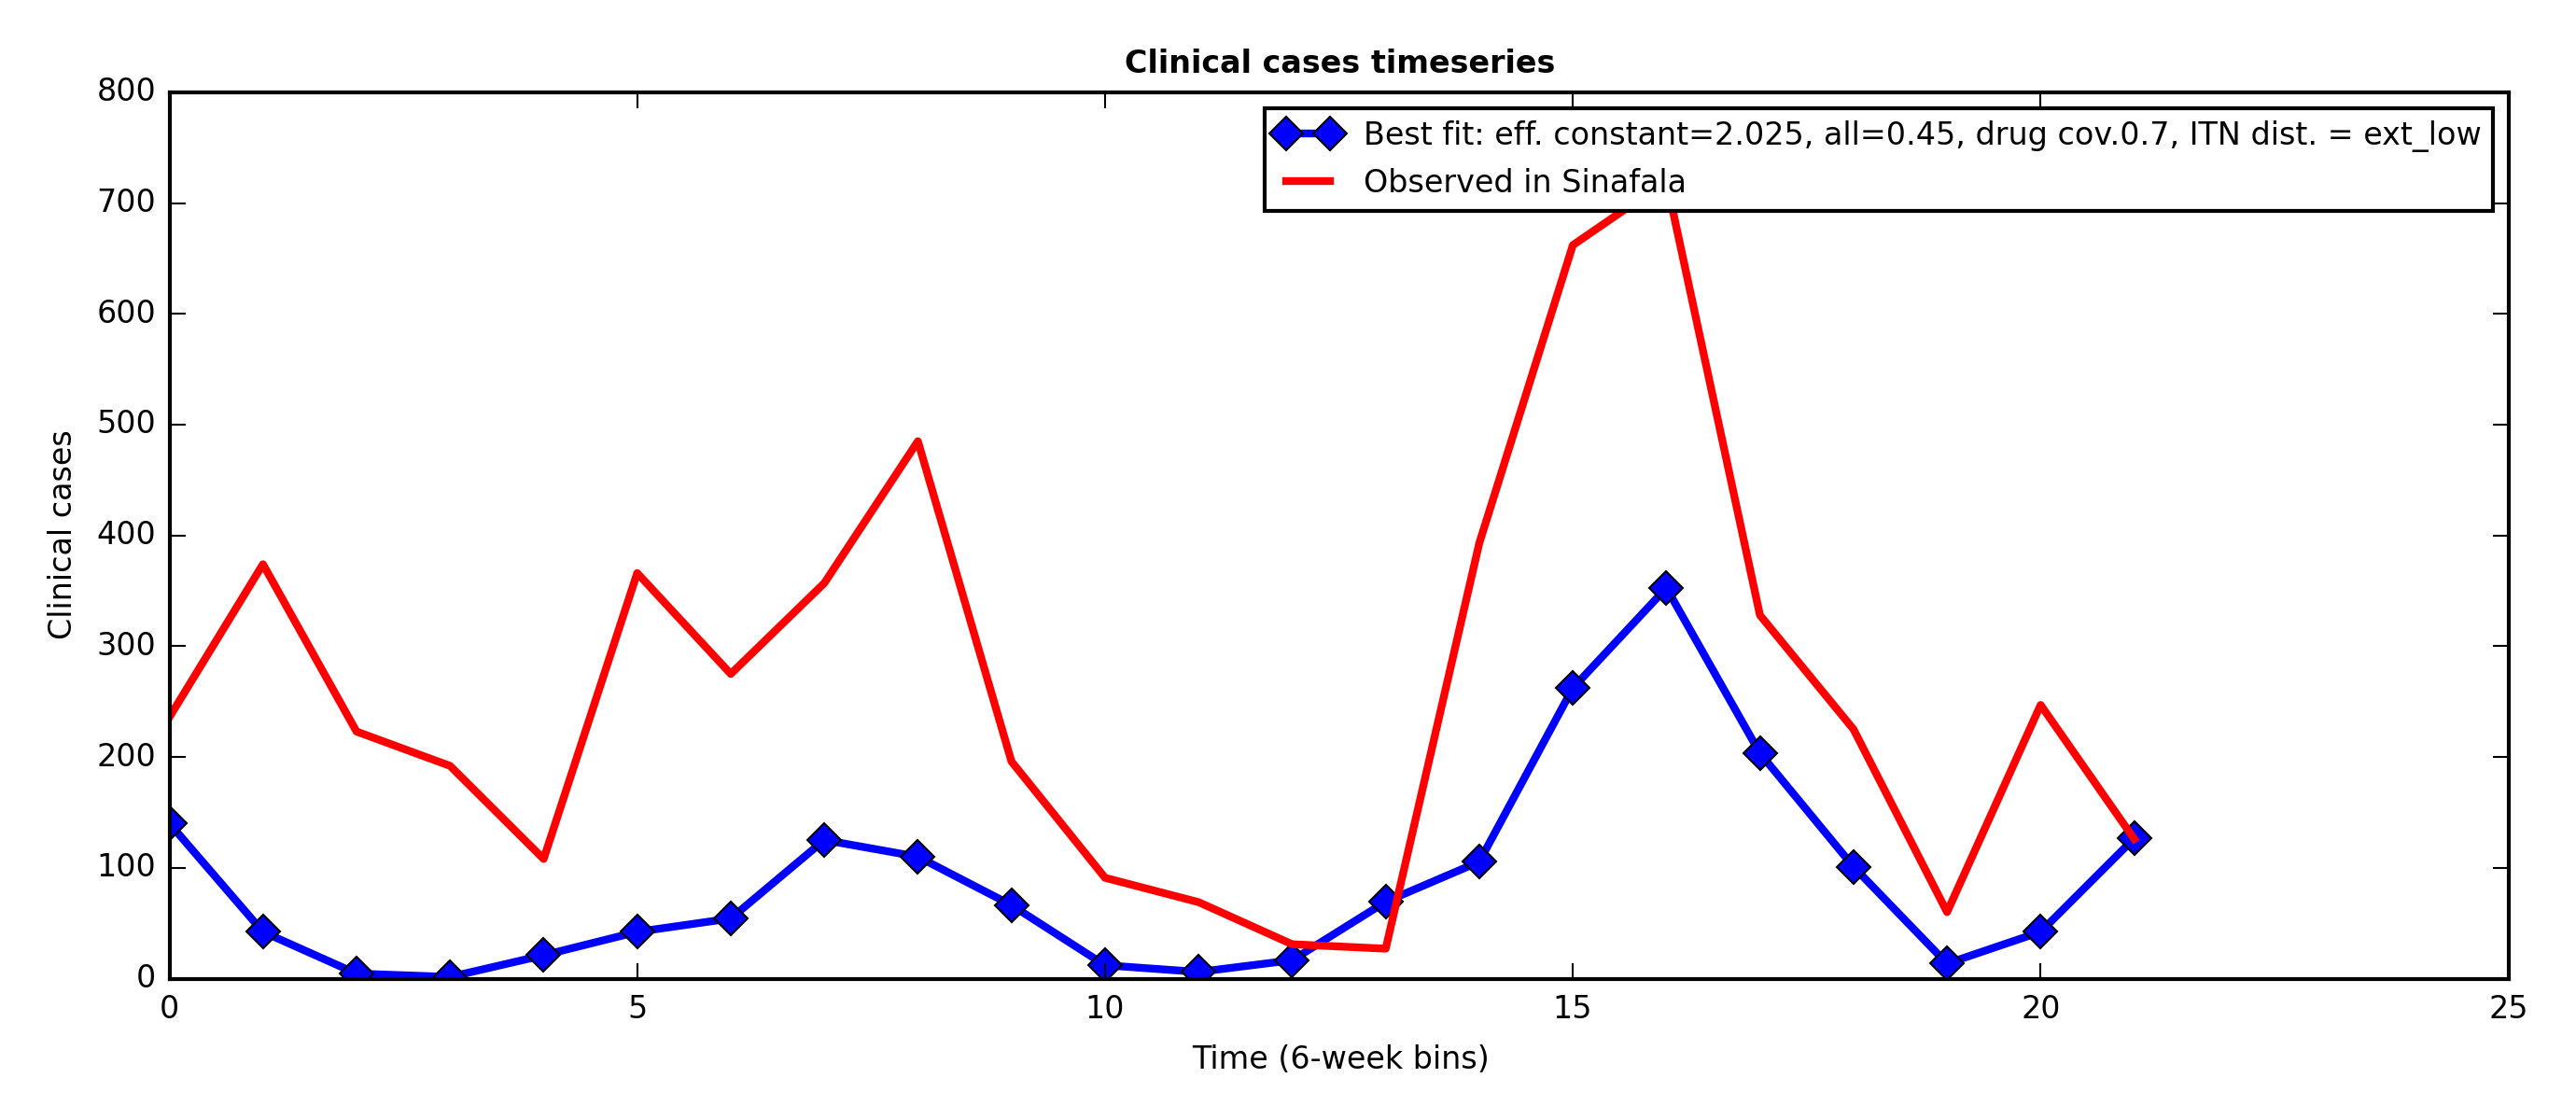 Clinical cases timeseries
800
700
600
500
400
300
200
100
0
Clinical cases
Best fit: eff. constant=2.025, all=0.45, drug cov.0.7, ITN dist. = ext_low
Observed in Sinafala
0 5 10 15 20 25
Time (6-week bins)